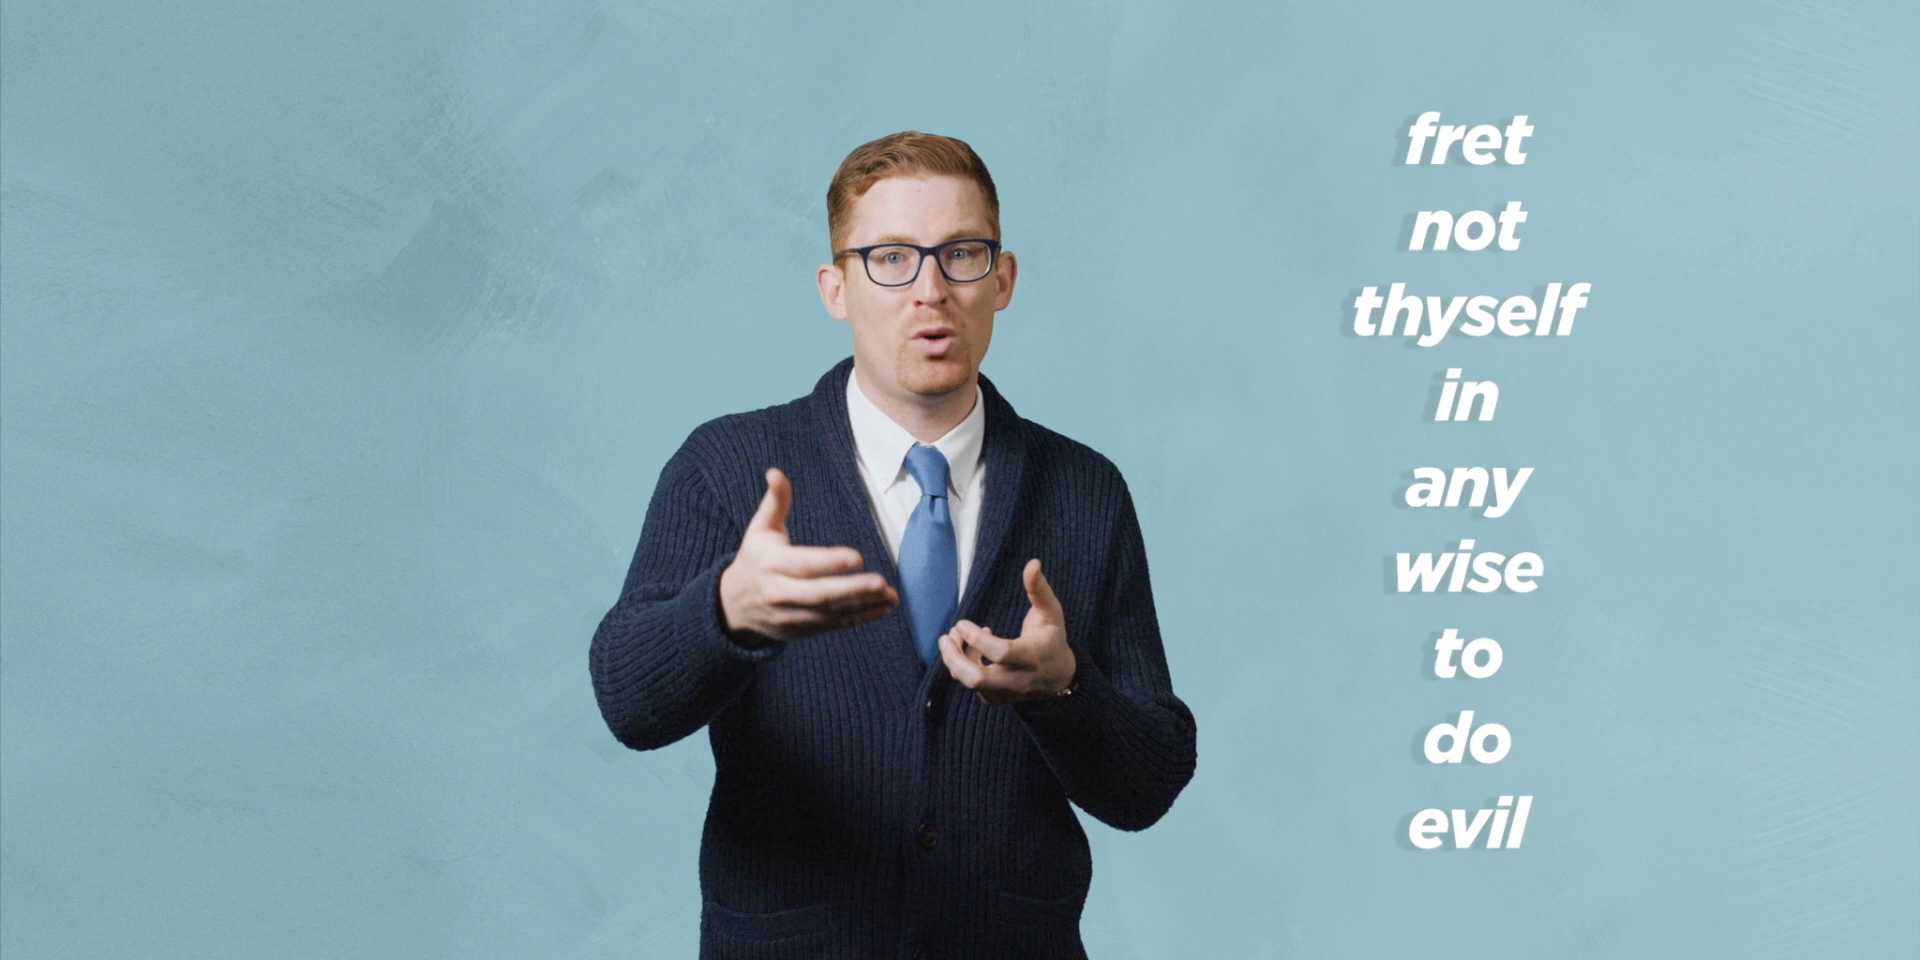 fret
not
thyself
in
any
wise
to
do
evil